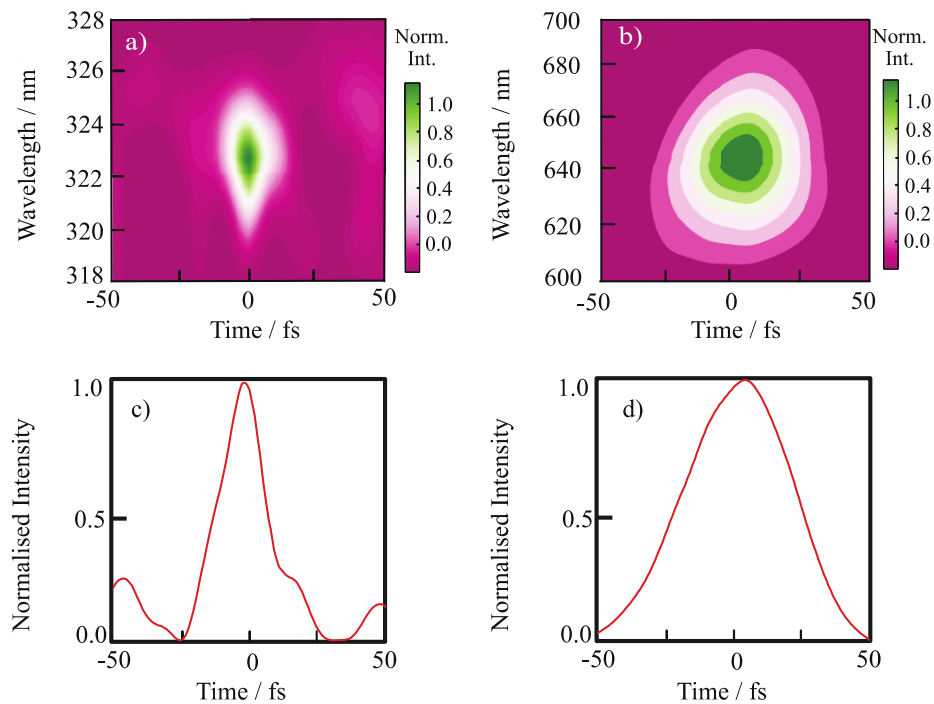 a)
Wavelength / nm
328
326
324
322
320
318
-50
0
50
Time / fs
Norm.
Int.
1.0
0.8
0.6
0.4
0.2
0.0
b)
Wavelength / nm
700
680
660
640
620
600
-50
0
50
Time / fs
Norm.
Int.
1.0
0.8
0.6
0.4
0.2
0.0
c)
Normalised Intensity
1.0
0.5
0.0
-50
0
50
Time / fs
d)
Normalised Intensity
1.0
0.5
0.0
-50
0
50
Time / fs